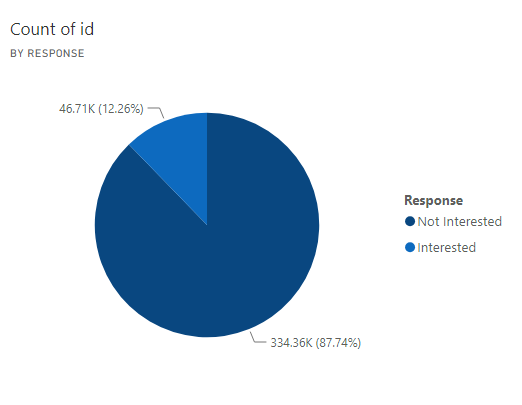 Count of id
BY RESPONSE
46.71K (12.26%)
Response
Not Interested
Interested
334.36K (87.74%)